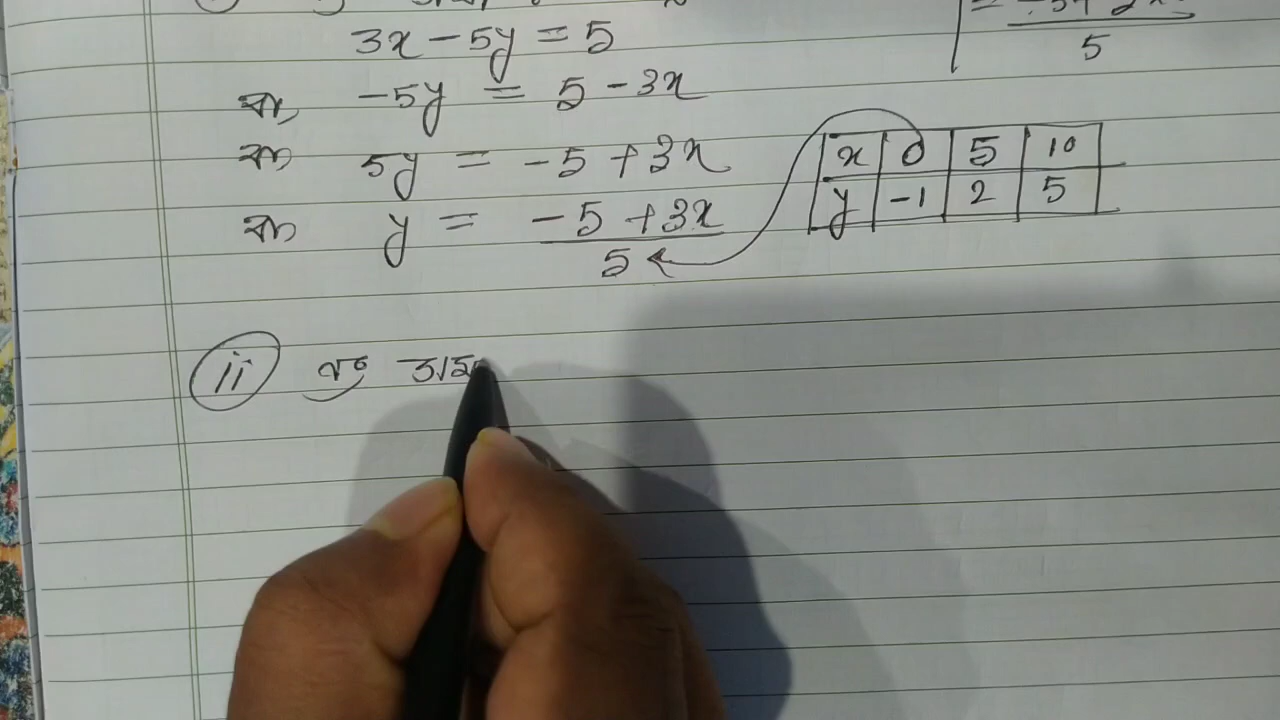 3x - 5y = 5
বা, -5y = 5 - 3x
বা 5y = -5 + 3x
বা y = (-5 + 3x)/5
x 0 5 10
y -1 2 5
ii নং
5